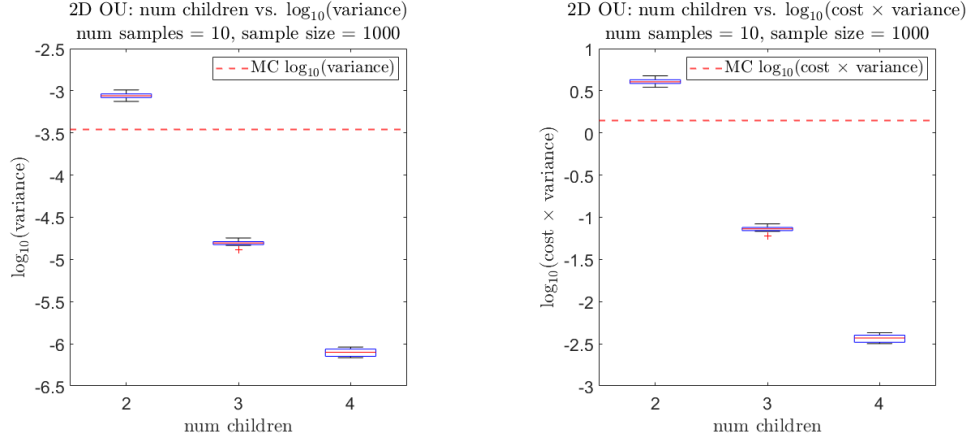 2D OU: num children vs. log₁₀(variance)
num samples = 10, sample size = 1000
-2.5
-3
-3.5
-4
-4.5
-5
-5.5
-6
-6.5
log₁₀(variance)
MC log₁₀(variance)
2 3 4
num children
2D OU: num children vs. log₁₀(cost × variance)
num samples = 10, sample size = 1000
1
0.5
0
-0.5
-1
-1.5
-2
-2.5
-3
log₁₀(cost × variance)
MC log₁₀(cost × variance)
2 3 4
num children